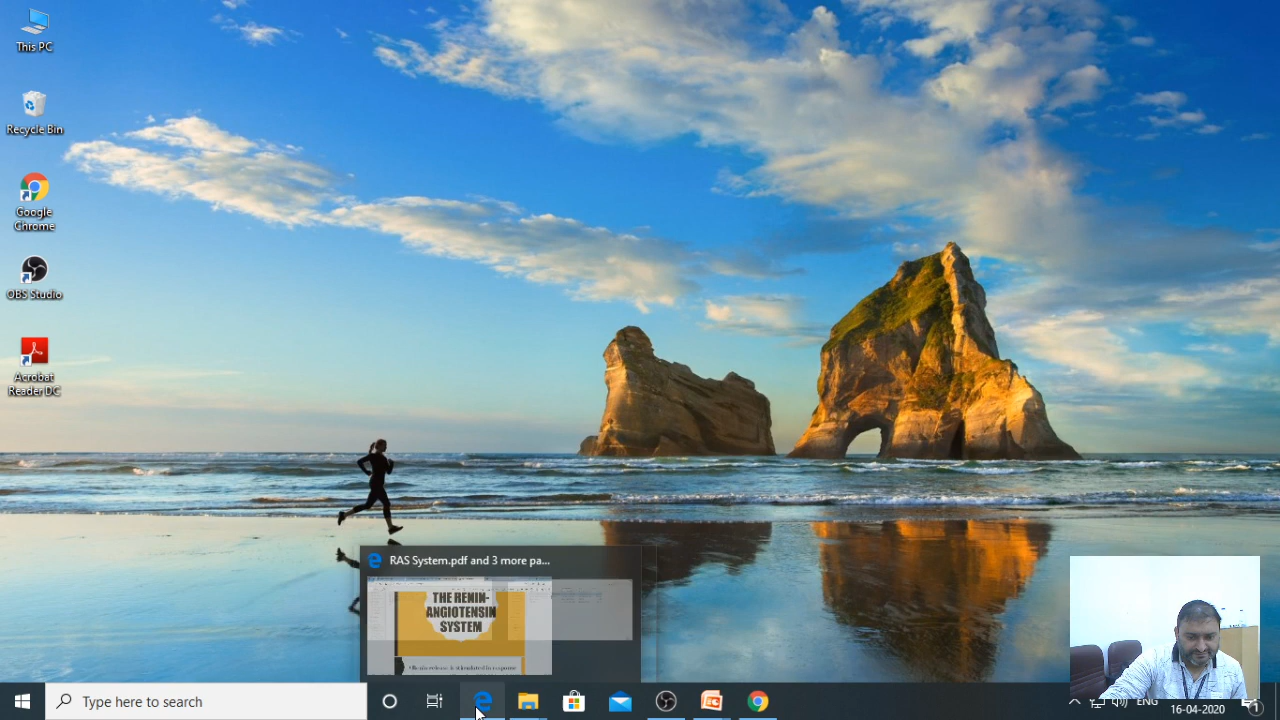 This PC
Recycle Bin
Google
Chrome
OBS Studio
Acrobat
Reader DC
RAS System.pdf and 3 more pa...
THE RENIN-
ANGIOTENSIN
SYSTEM
Type here to search
ENG
16-04-2020
1